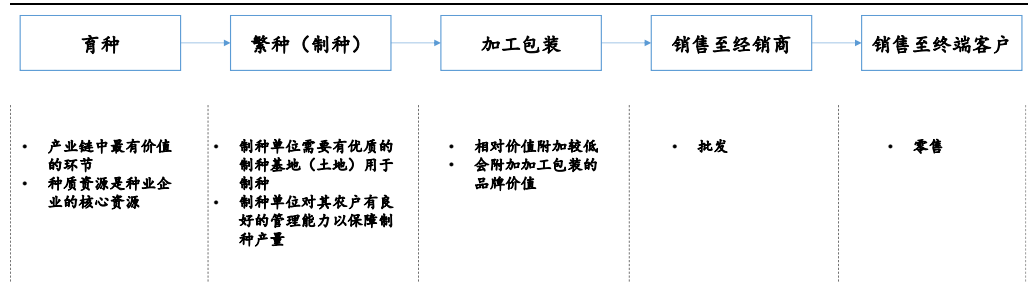 育种
繁种（制种）
加工包装
销售至经销商
销售至终端客户
• 产业链中最有价值
的环节
• 种质资源是种业企
业的核心资源
• 制种单位需要有优质的
制种基地（土地）用于
制种
• 制种单位对其农户有良
好的管理能力以保障制
种产量
• 相对价值附加较低
• 会附加加工包装的
品牌价值
• 批发
• 零售